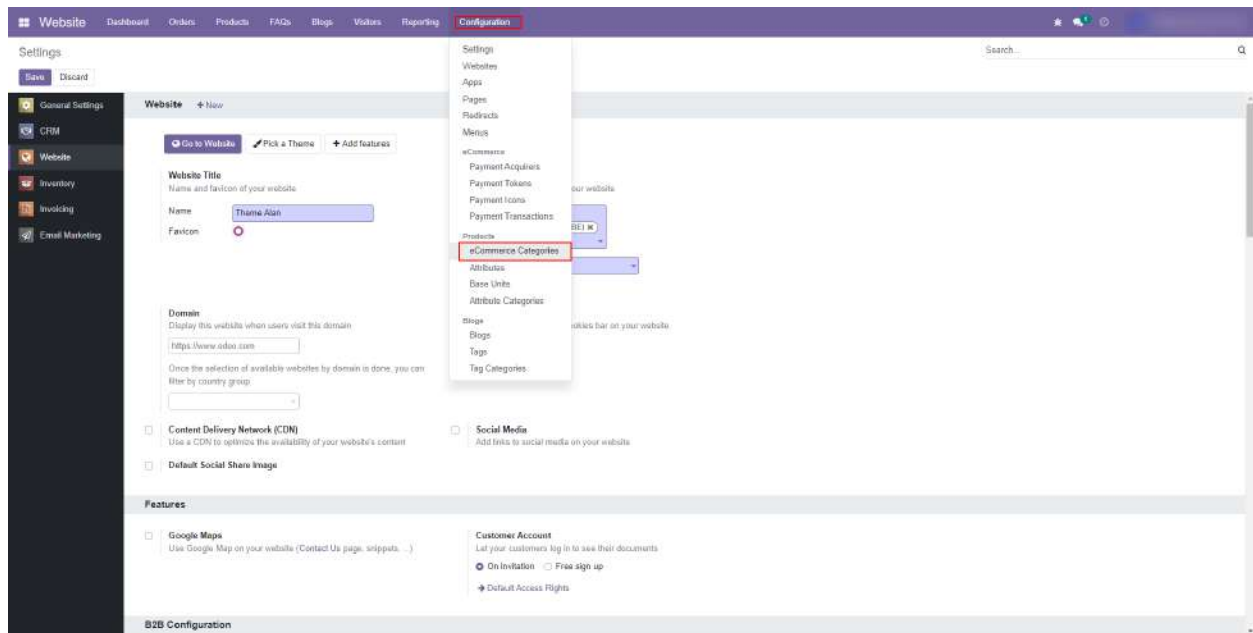 Website Dashboard Orders Products FAQs Blogs Visitors Reporting Configuration
Settings
Search...
Save Discard
Settings
Websites
Apps
Pages
Redirects
Menus
eCommerce
Payment Acquirers
Payment Tokens
Payment Icons
Payment Transactions
Products
eCommerce Categories
Attributes
Base Units
Attribute Categories
Blogs
Blogs
Tags
Tag Categories
General Settings
CRM
Website
Inventory
Invoicing
Email Marketing
Website + New
Go to Website Pick a Theme + Add features
Website Title
Name and favicon of your website
our website
Name Theme Alan
Favicon
Domain
Display this website when users visit this domain
okies bar on your website
https://www.odoo.com
Once the selection of available websites by domain is done, you can
filter by country group.
Content Delivery Network (CDN)
Use a CDN to optimize the availability of your website's content
Social Media
Add links to social media on your website
Default Social Share Image
Features
Google Maps
Use Google Map on your website (Contact Us page, snippets, ...)
Customer Account
Let your customers log in to see their documents
On invitation Free sign up
Default Access Rights
B2B Configuration